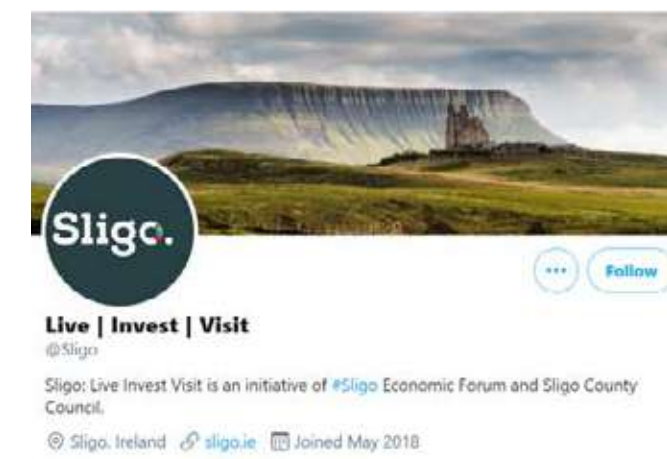 Sligo.
Follow
Live | Invest | Visit
@Sligo
Sligo: Live Invest Visit is an initiative of #Sligo Economic Forum and Sligo County
Council.
Sligo, Ireland sligo.ie Joined May 2018